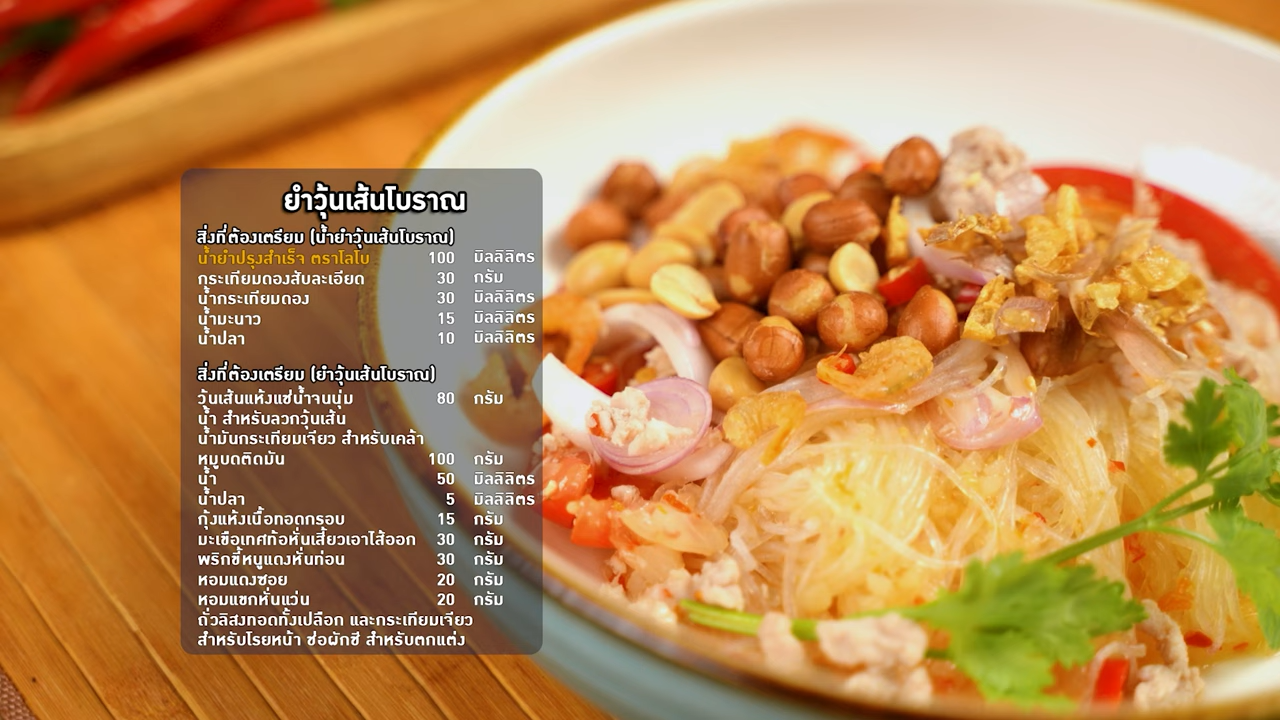 ยำวุ้นเส้นโบราณ
สิ่งที่ต้องเตรียม (น้ำยำวุ้นเส้นโบราณ)
น้ำยำปรุงสำเร็จ ตราโลโบ 100 มิลลิลิตร
กระเทียมดองสับละเอียด 30 กรัม
น้ำกระเทียมดอง 30 มิลลิลิตร
น้ำมะนาว 15 มิลลิลิตร
น้ำปลา 10 มิลลิลิตร
สิ่งที่ต้องเตรียม (ยำวุ้นเส้นโบราณ)
วุ้นเส้นแห้งแช่น้ำจนนุ่ม 80 กรัม
น้ำ สำหรับลวกวุ้นเส้น
น้ำมันกระเทียมเจียว สำหรับเคล้า
หมูบดติดมัน 100 กรัม
น้ำ 50 มิลลิลิตร
น้ำปลา 5 มิลลิลิตร
กุ้งแห้งเนื้อทอดกรอบ 15 กรัม
มะเขือเทศท้อหั่นเสี้ยวเอาไส้ออก 30 กรัม
พริกขี้หนูแดงหั่นท่อน 30 กรัม
หอมแดงซอย 20 กรัม
หอมแขกหั่นแว่น 20 กรัม
ถั่วลิสงทอดทั้งเปลือก และกระเทียมเจียว
สำหรับโรยหน้า ช่อผักชี สำหรับตกแต่ง